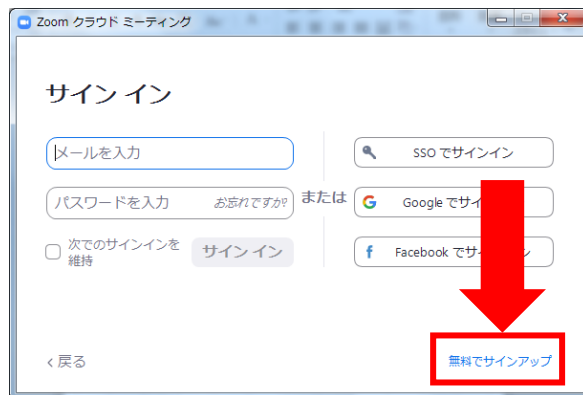 Zoom クラウド ミーティング
サイン イン
メールを入力
パスワードを入力 お忘れですか?
次でのサインインを
維持
サイン イン
または
SSO でサインイン
Google でサイ
Facebook でサ
戻る
無料でサインアップ